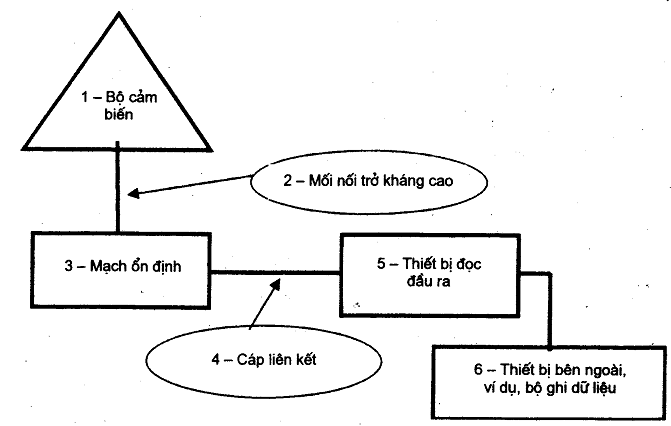 1 – Bộ cảm
biến
2 – Mối nối trở kháng cao
3 – Mạch ổn định
5 – Thiết bị đọc
đầu ra
4 – Cáp liên kết
6 – Thiết bị bên ngoài,
ví dụ, bộ ghi dữ liệu